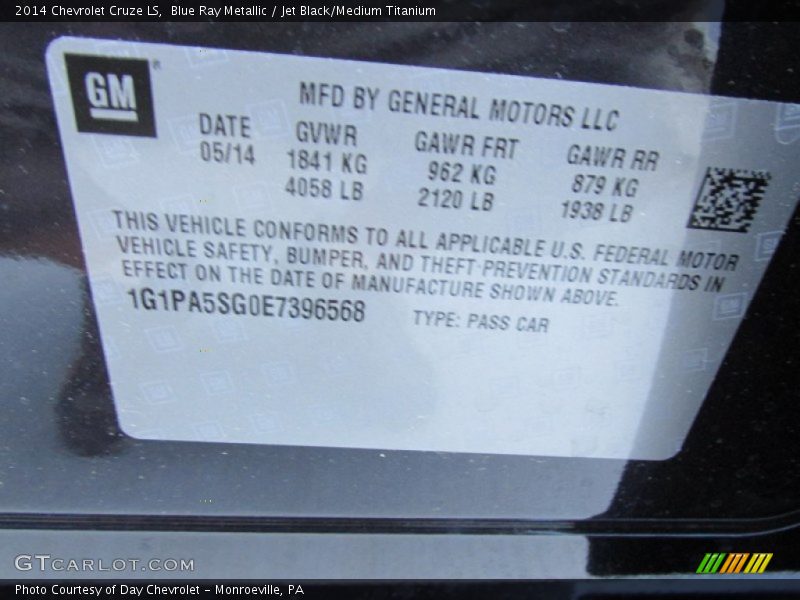 2014 Chevrolet Cruze LS,  Blue Ray Metallic / Jet Black/Medium Titanium
GM®
MFD BY GENERAL MOTORS LLC
DATE GVWR GAWR FRT GAWR RR
05/14 1841 KG 962 KG 879 KG
4058 LB 2120 LB 1938 LB
THIS VEHICLE CONFORMS TO ALL APPLICABLE U.S. FEDERAL MOTOR
VEHICLE SAFETY, BUMPER, AND THEFT-PREVENTION STANDARDS IN
EFFECT ON THE DATE OF MANUFACTURE SHOWN ABOVE.
1G1PA5SG0E7396568 TYPE: PASS CAR
GTCARLOT.COM
Photo Courtesy of Day Chevrolet – Monroeville, PA